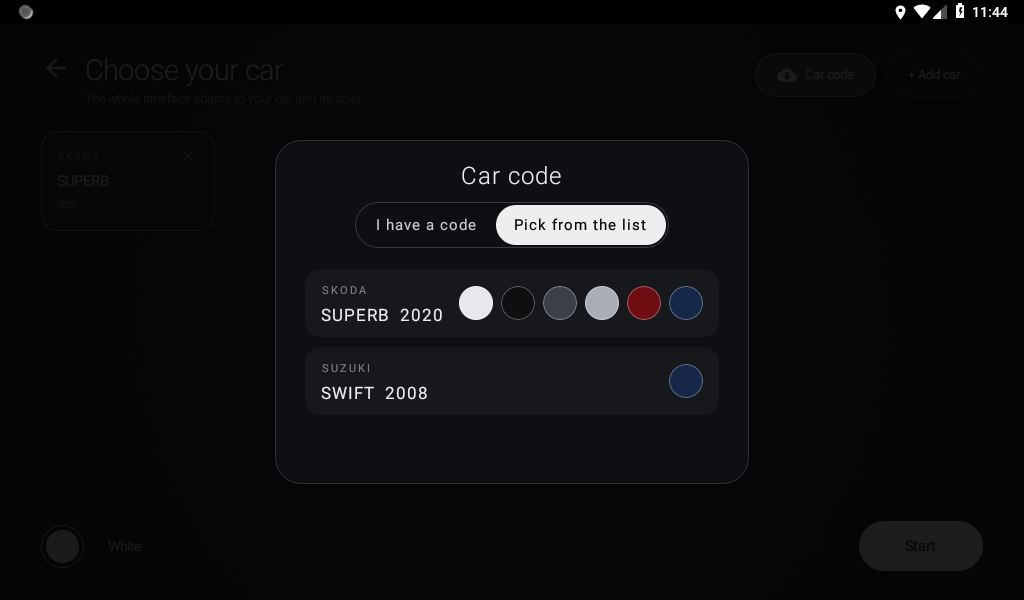 11:44
Choose your car
The whole interface adapts to your car and its color
Car code
+ Add car
SKODA
SUPERB
2020
Car code
I have a code
Pick from the list
SKODA
SUPERB 2020
SUZUKI
SWIFT 2008
White
Start